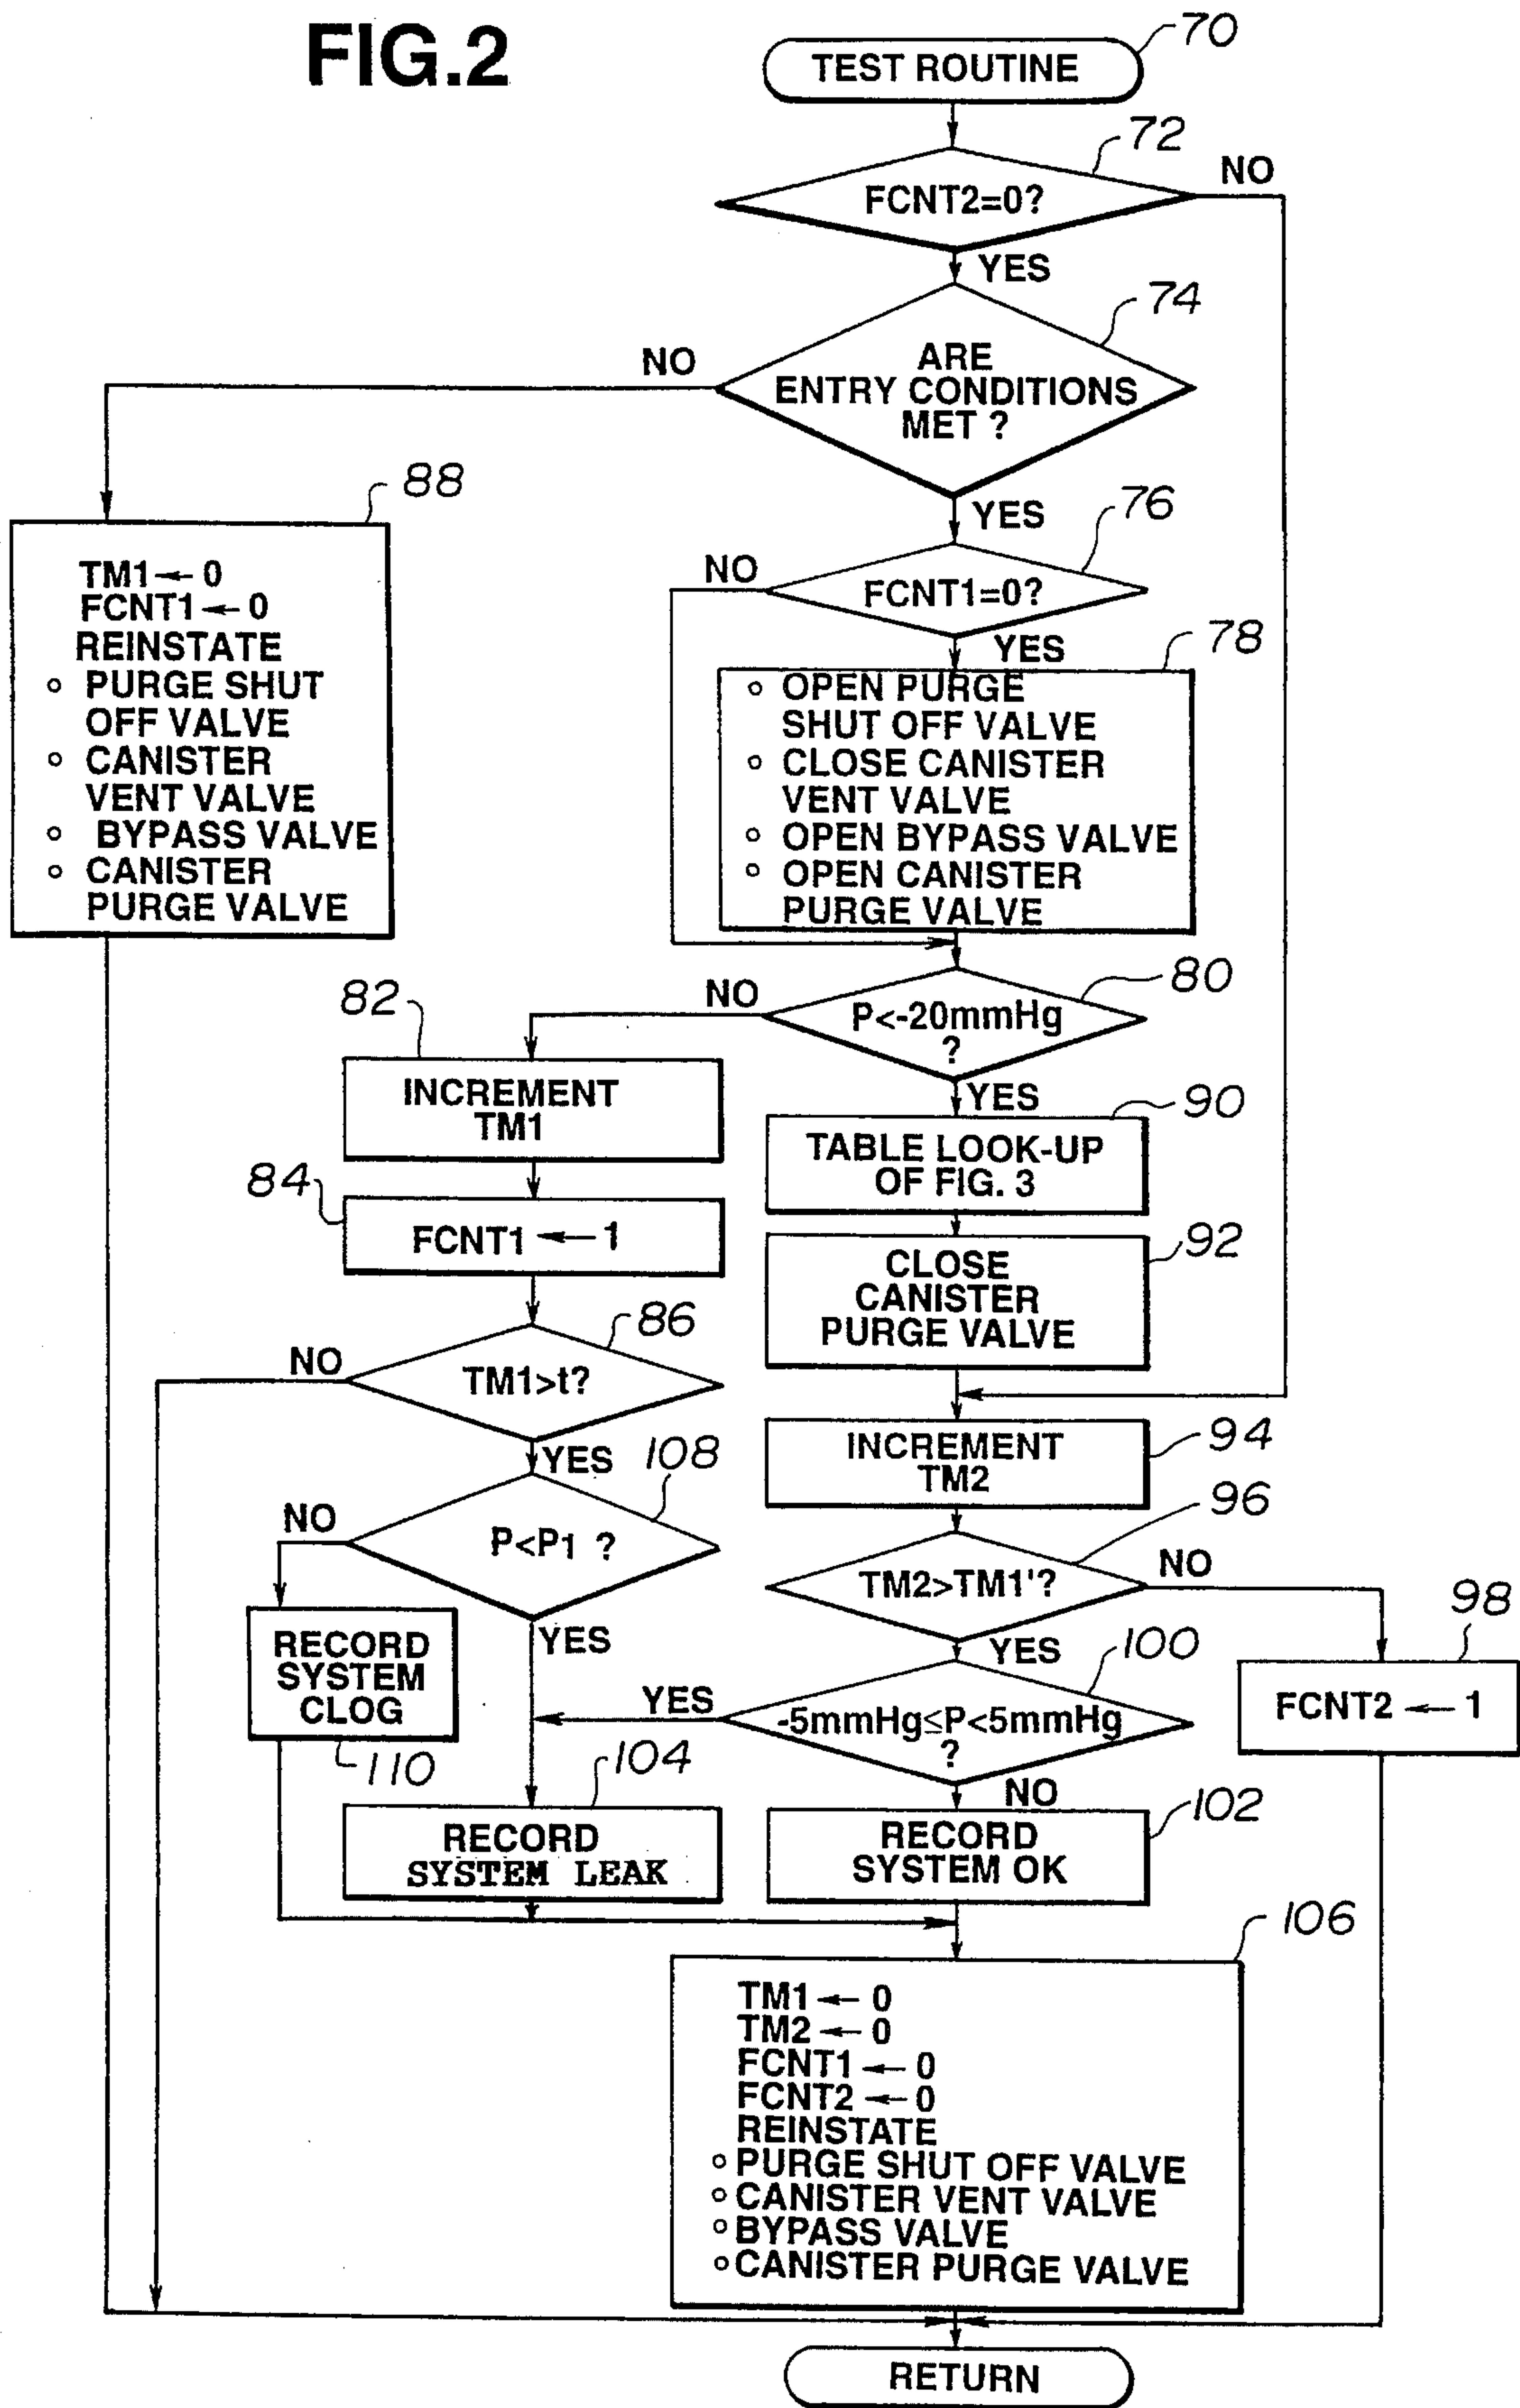 FIG.2
TEST ROUTINE
70
72
FCNT2=0?
NO
YES
74
ARE
ENTRY CONDITIONS
MET ?
NO
YES
88
TM1←0
FCNT1←0
REINSTATE
○ PURGE SHUT
OFF VALVE
○ CANISTER
VENT VALVE
○ BYPASS VALVE
○ CANISTER
PURGE VALVE
76
FCNT1=0?
NO
YES
78
○ OPEN PURGE
SHUT OFF VALVE
○ CLOSE CANISTER
VENT VALVE
○ OPEN BYPASS VALVE
○ OPEN CANISTER
PURGE VALVE
80
P<-20mmHg
?
NO
YES
82
INCREMENT
TM1
84
FCNT1 ← 1
90
TABLE LOOK-UP
OF FIG. 3
92
CLOSE
CANISTER
PURGE VALVE
86
TM1>t?
NO
YES
94
INCREMENT
TM2
108
P<P1 ?
NO
YES
96
TM2>TM1'?
NO
YES
98
FCNT2 ← 1
RECORD
SYSTEM
CLOG
110
100
-5mmHg≤P<5mmHg
?
YES
NO
104
RECORD
SYSTEM LEAK
102
RECORD
SYSTEM OK
106
TM1 ← 0
TM2 ← 0
FCNT1 ← 0
FCNT2 ← 0
REINSTATE
○ PURGE SHUT OFF VALVE
○ CANISTER VENT VALVE
○ BYPASS VALVE
○ CANISTER PURGE VALVE
RETURN